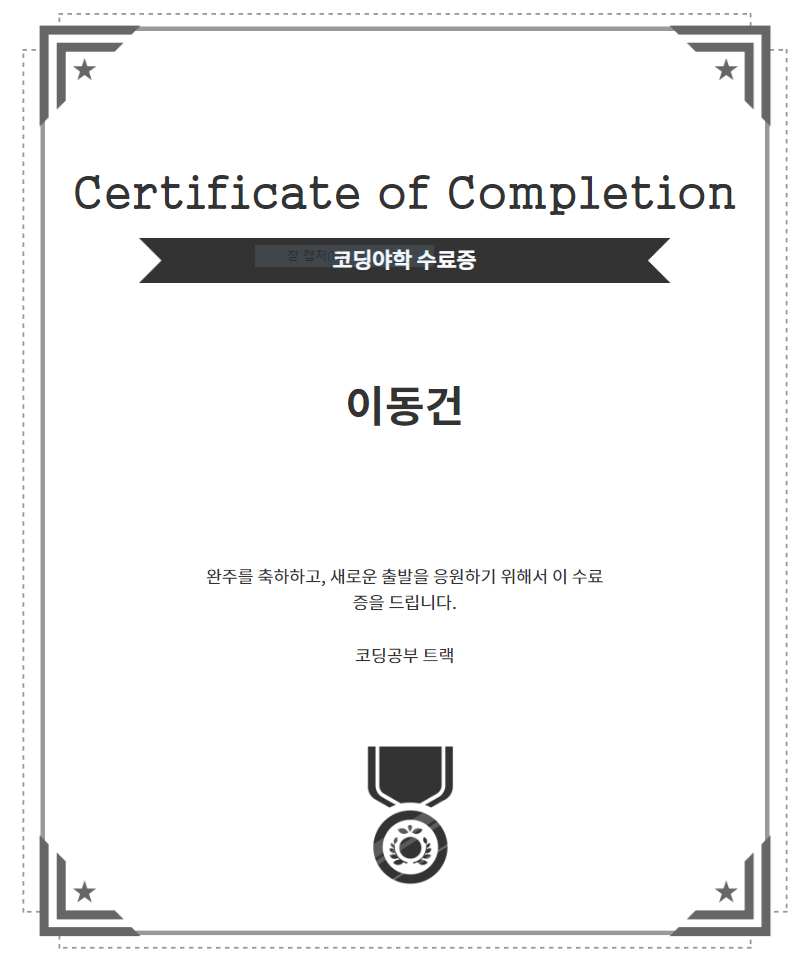 Certificate of Completion
코딩야학 수료증
이동건
완주를 축하하고, 새로운 출발을 응원하기 위해서 이 수료
증을 드립니다.
코딩공부 트랙